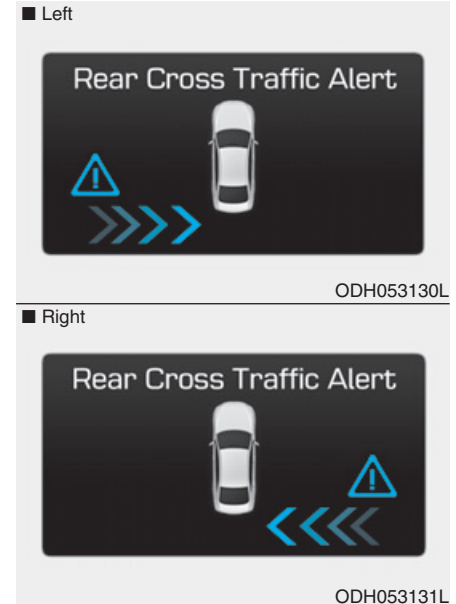 ■ Left
Rear Cross Traffic Alert
ODH053130L
■ Right
Rear Cross Traffic Alert
ODH053131L